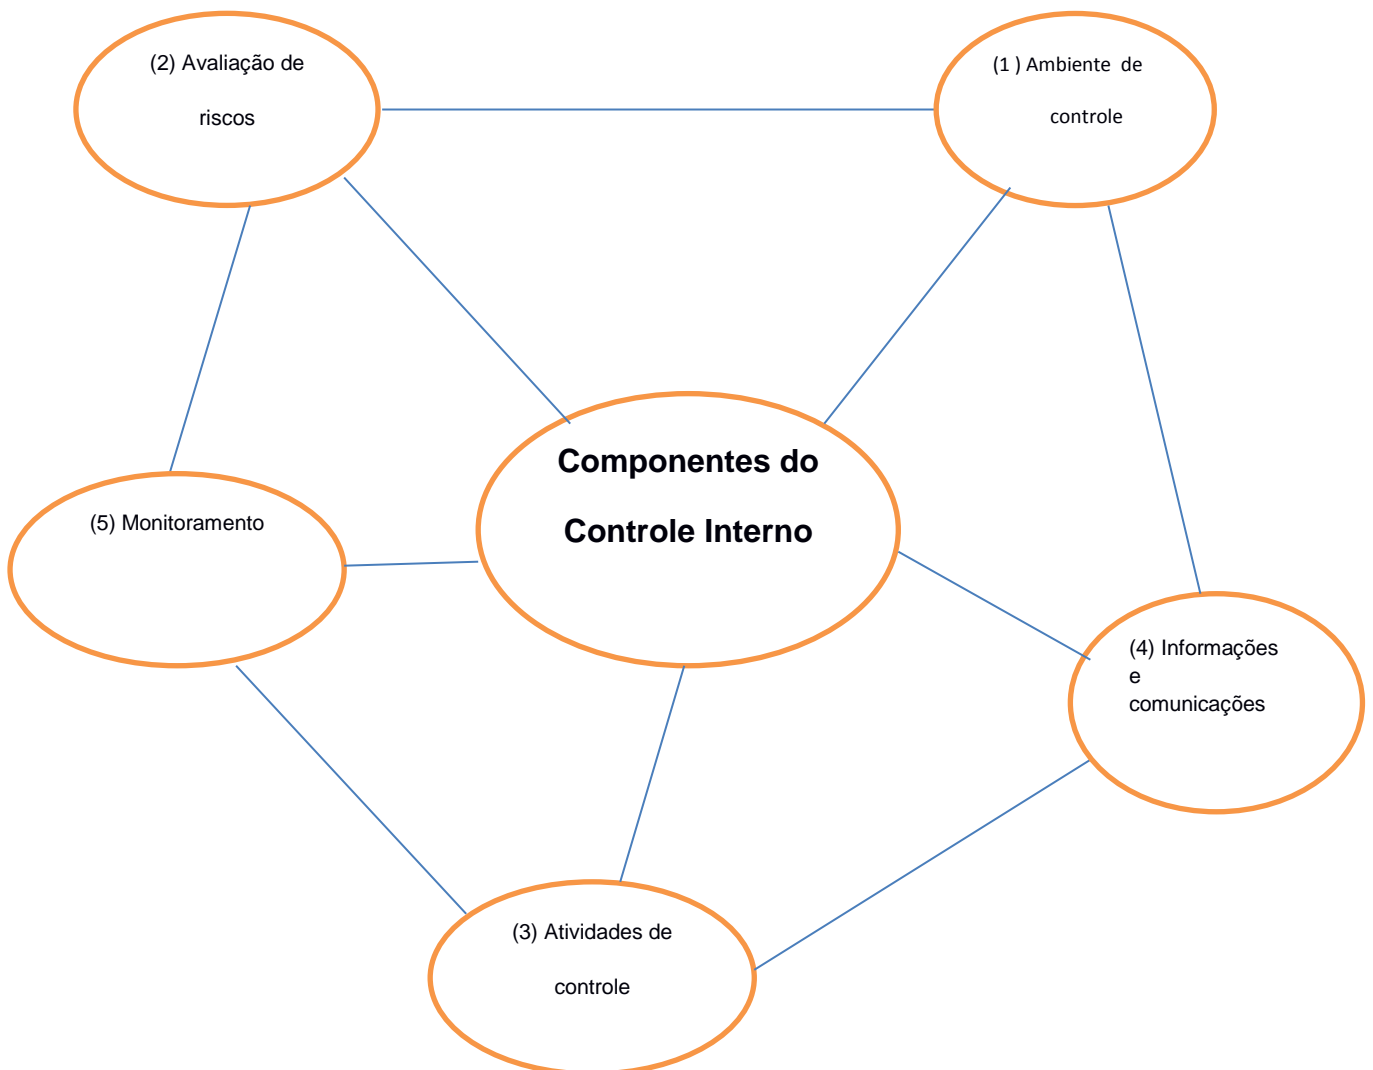 (2) Avaliação de
riscos
(1 ) Ambiente de
controle
Componentes do
Controle Interno
(5) Monitoramento
(4) Informações
e
comunicações
(3) Atividades de
controle